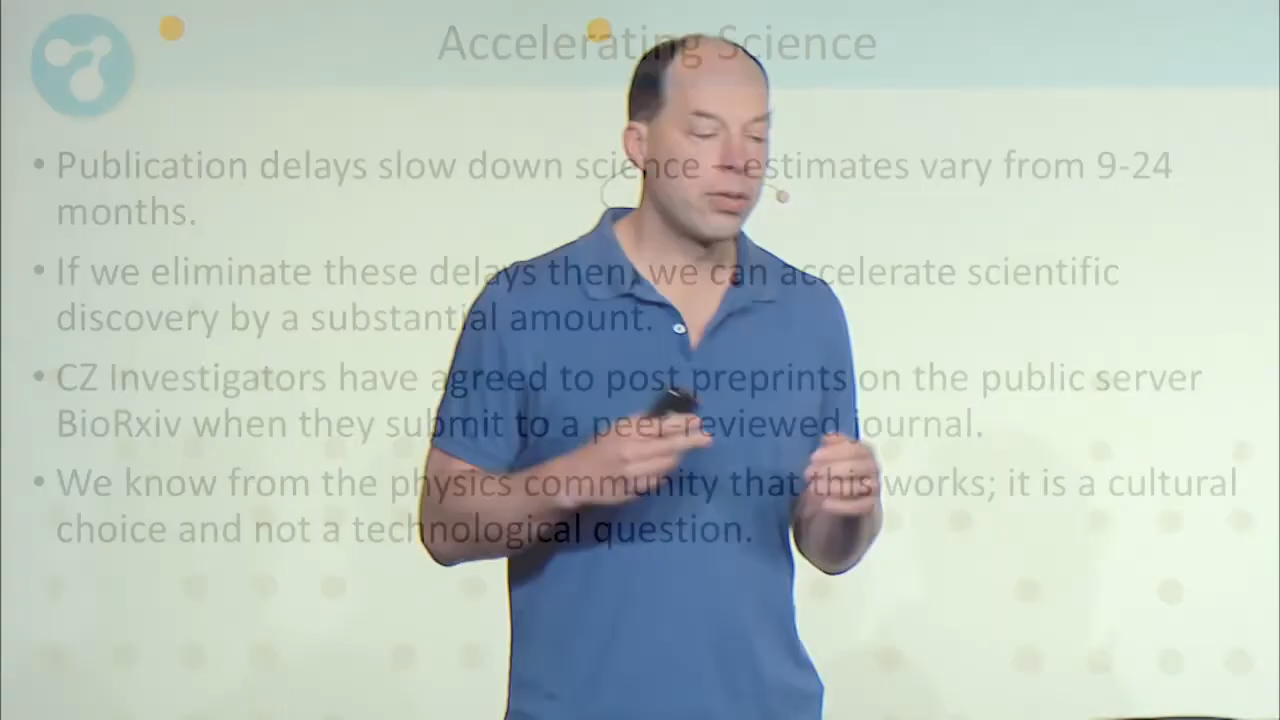 Accelerating Science
• Publication delays slow down science – estimates vary from 9-24
months.
• If we eliminate these delays then, we can accelerate scientific
discovery by a substantial amount.
• CZ Investigators have agreed to post preprints on the public server
BioRxiv when they submit to a peer-reviewed journal.
• We know from the physics community that this works; it is a cultural
choice and not a technological question.